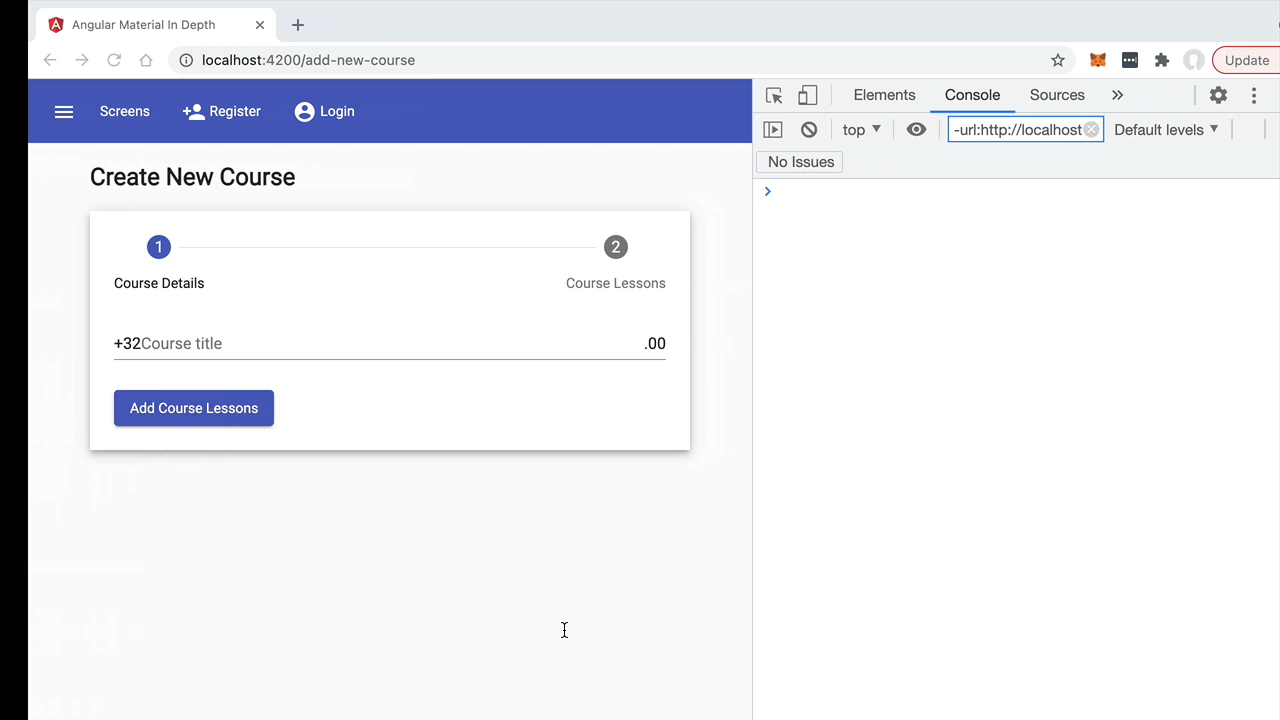 Angular Material In Depth
localhost:4200/add-new-course
Update
Screens
Register
Login
Elements
Console
Sources
top
-url:http://localhost
Default levels
No Issues
Create New Course
1
2
Course Details
Course Lessons
+32Course title
.00
Add Course Lessons